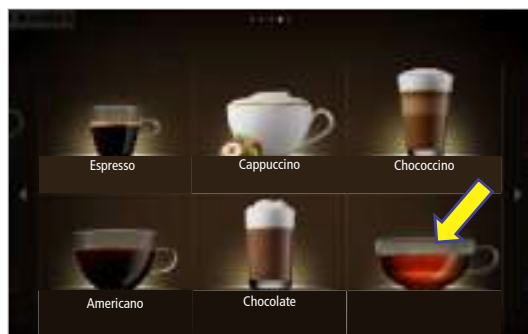 Espresso
Cappuccino
Chococcino
Americano
Chocolate